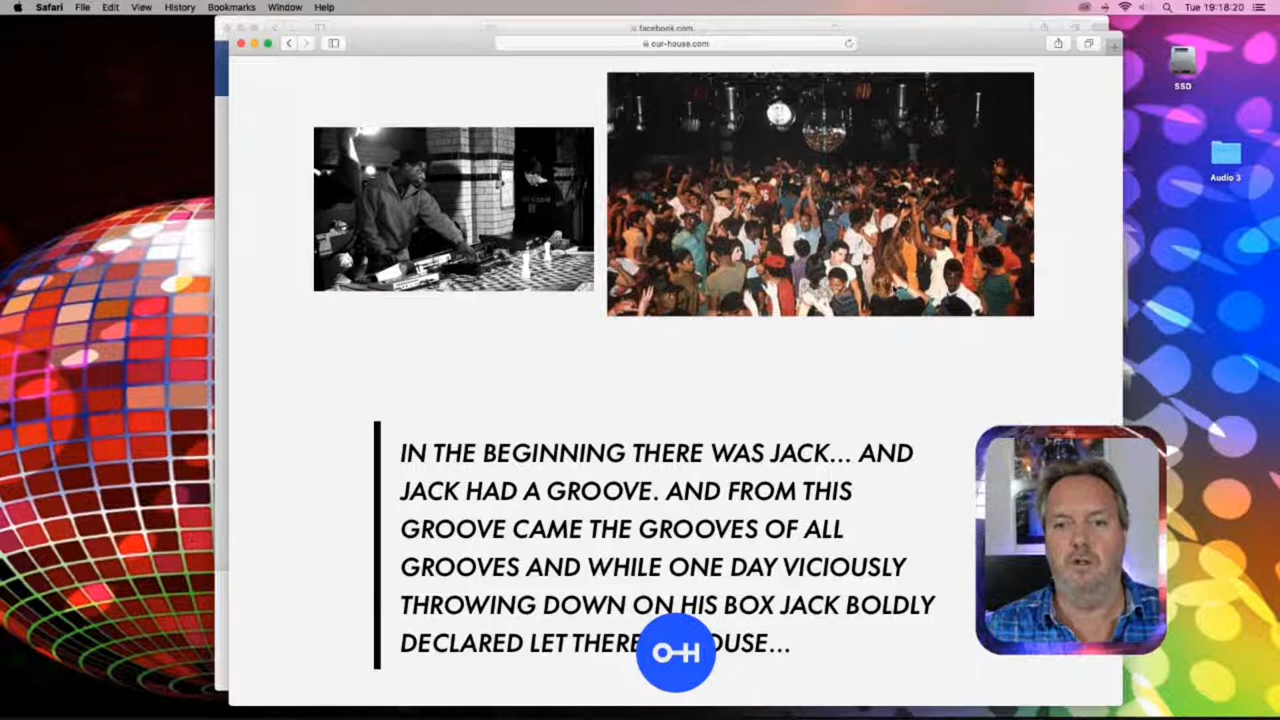 Safari File Edit View History Bookmarks Window Help
Tue 19:18:20
facebook.com
our-house.com
SSD
Audio 3
IN THE BEGINNING THERE WAS JACK... AND
JACK HAD A GROOVE. AND FROM THIS
GROOVE CAME THE GROOVES OF ALL
GROOVES AND WHILE ONE DAY VICIOUSLY
THROWING DOWN ON HIS BOX JACK BOLDLY
DECLARED LET THERE OUSE...
O-H